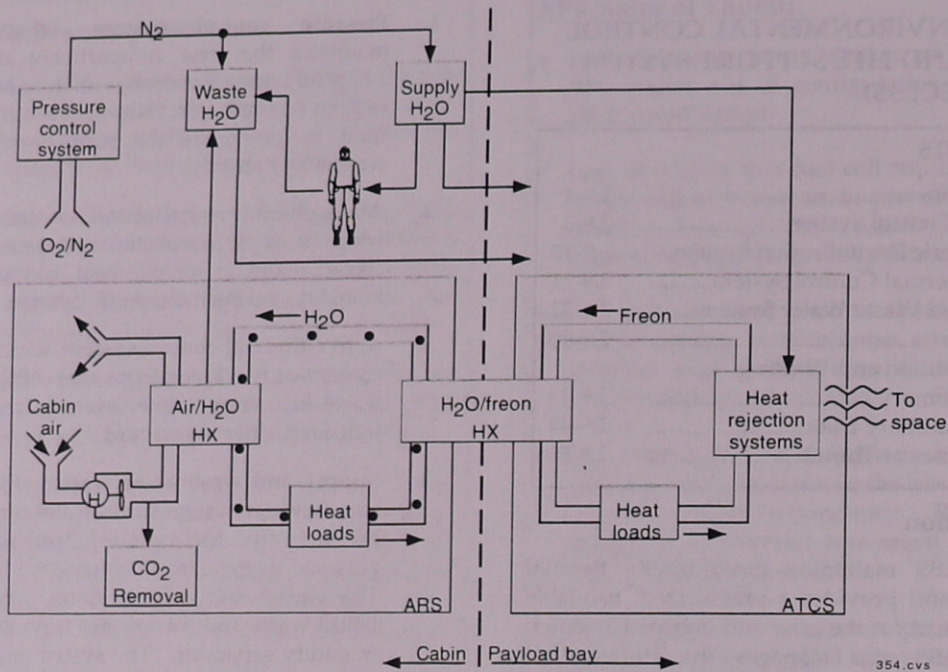 N2
Pressure
control
system
Waste
H2O
Supply
H2O
O2/N2
H2O
Freon
Cabin
air
Air/H2O
HX
H2O/freon
HX
Heat
rejection
systems
To
space
H
Heat
loads
Heat
loads
CO2
Removal
ARS
ATCS
Cabin
Payload bay
354.cvs